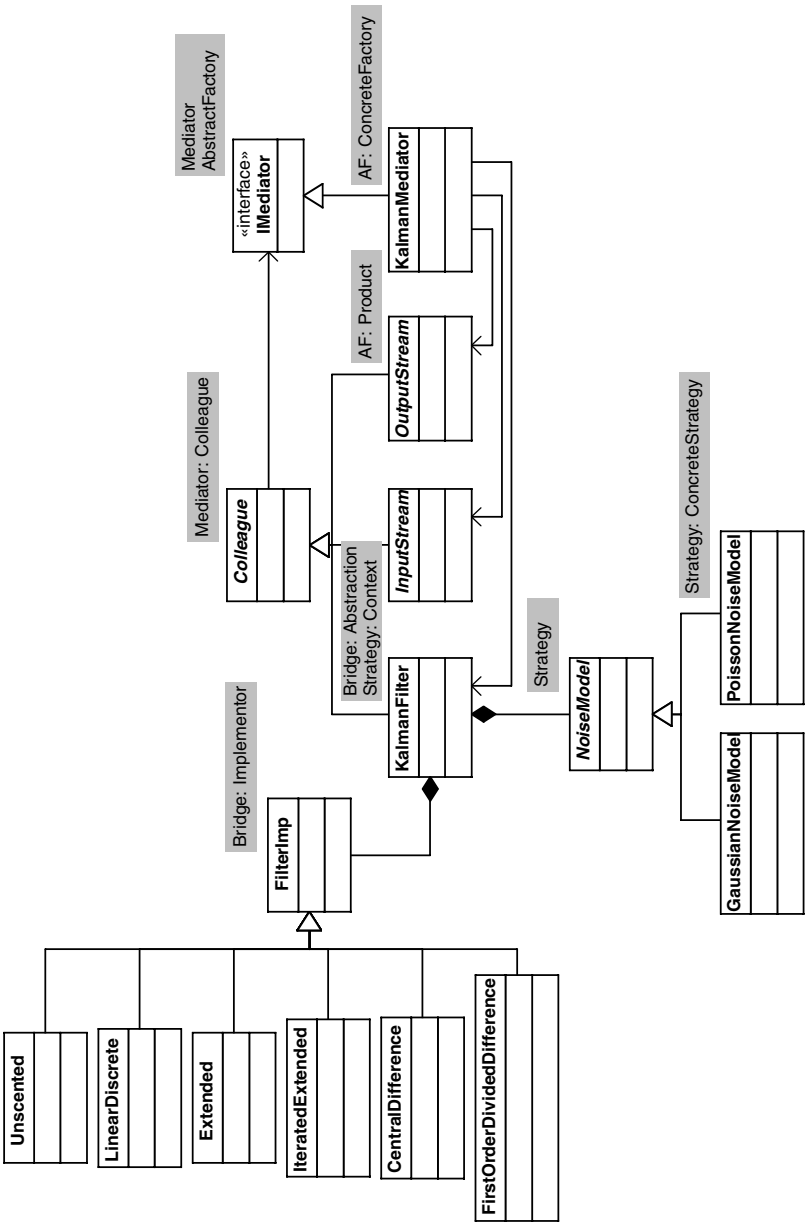 Mediator
AbstractFactory
«interface»
IMediator
Mediator: Colleague
Colleague
AF: ConcreteFactory
KalmanMediator
AF: Product
OutputStream
InputStream
Bridge: Abstraction
Strategy: Context
KalmanFilter
Bridge: Implementor
FilterImp
Unscented
LinearDiscrete
Extended
IteratedExtended
CentralDifference
FirstOrderDividedDifference
Strategy
NoiseModel
Strategy: ConcreteStrategy
GaussianNoiseModel
PoissonNoiseModel